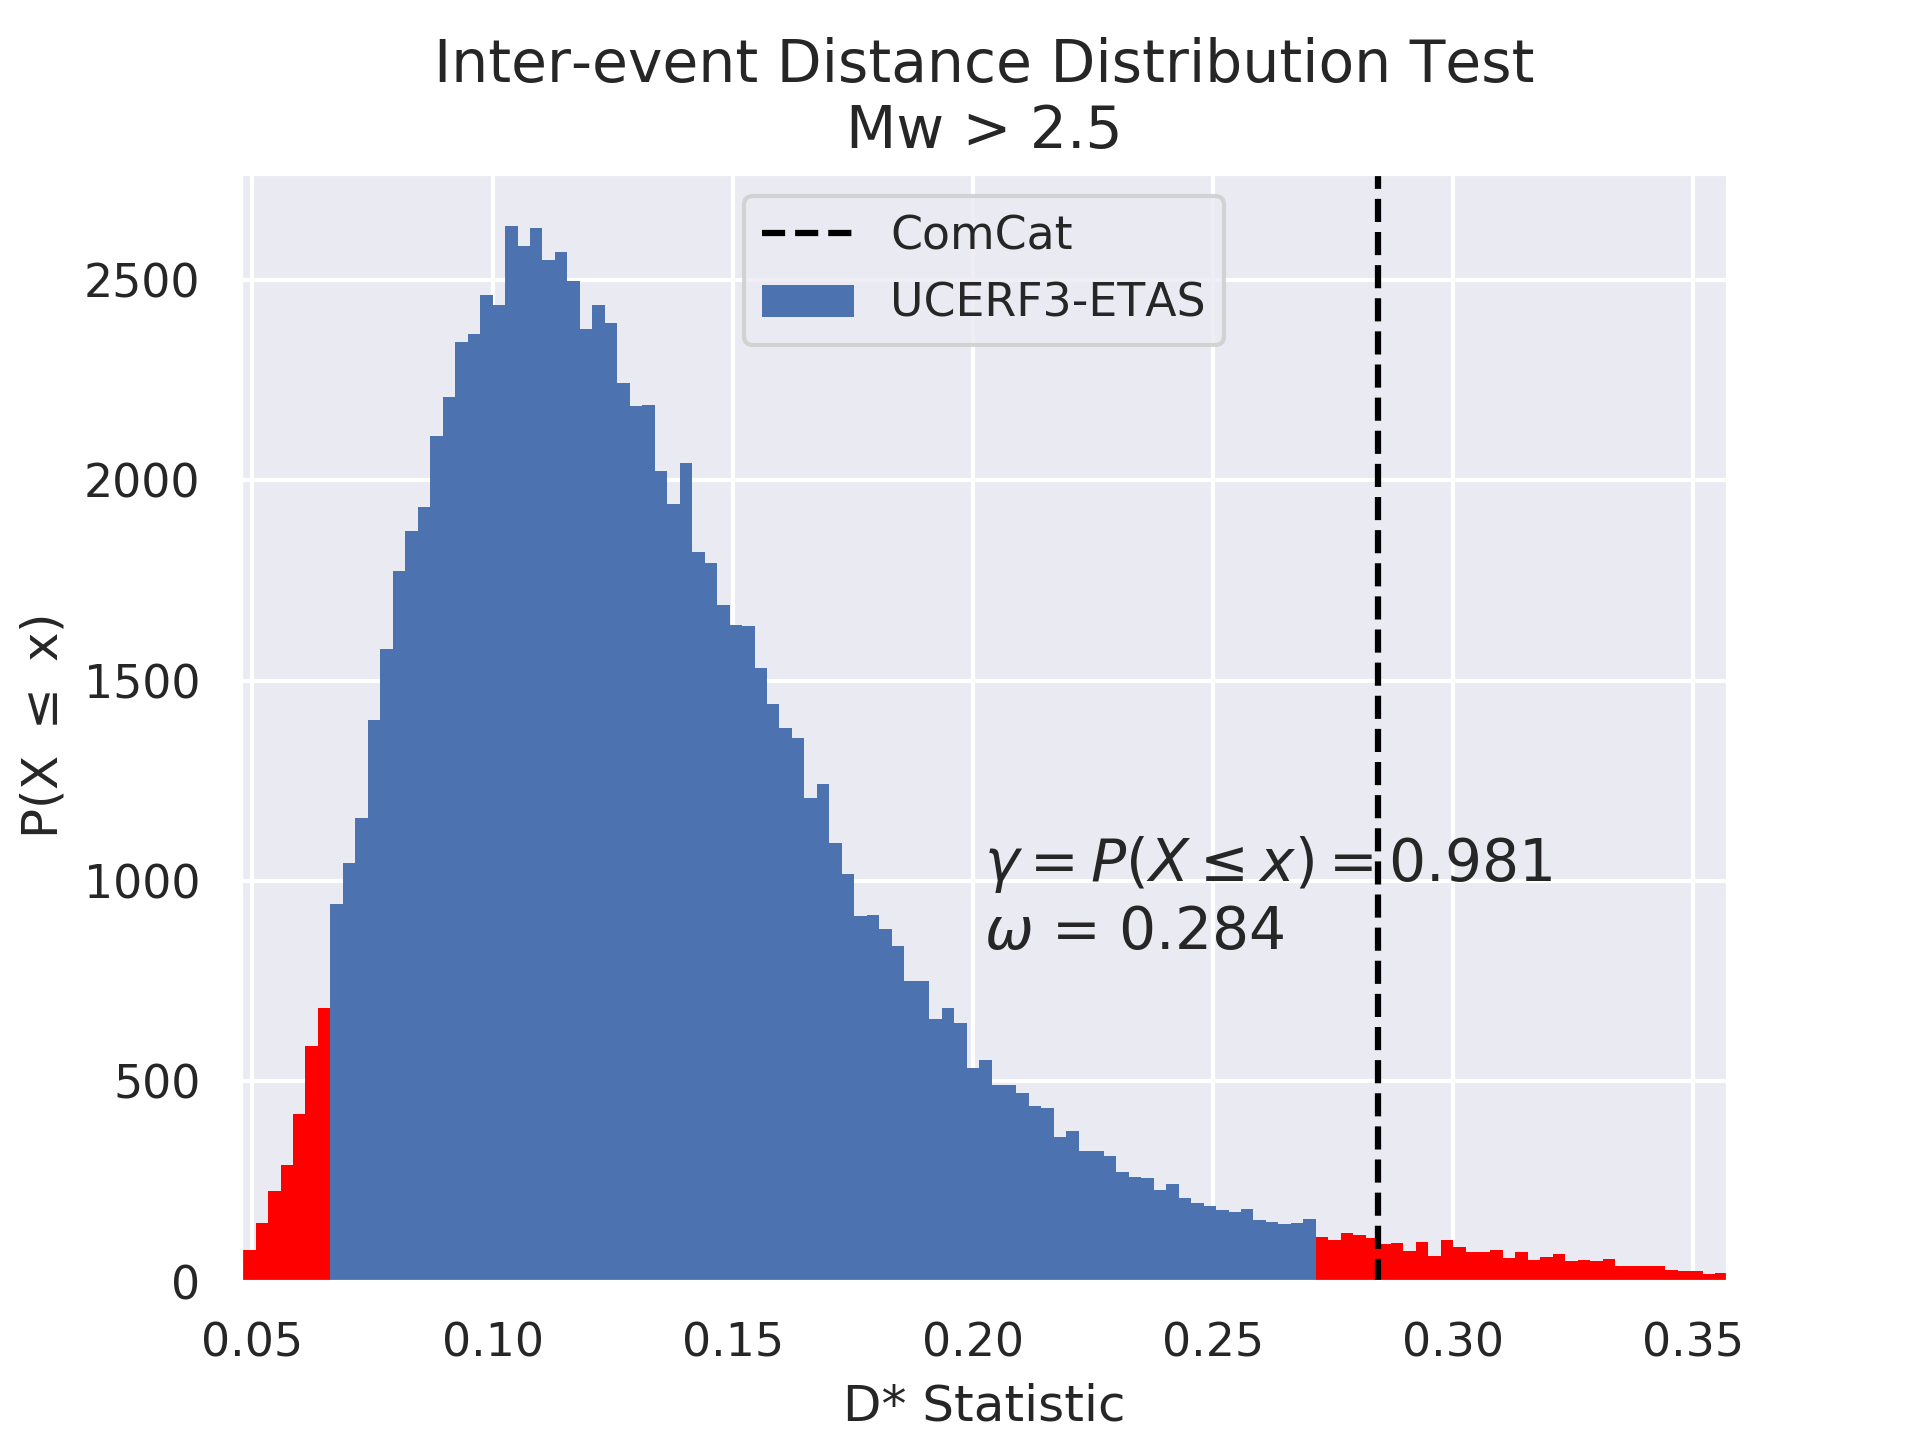 Inter-event Distance Distribution Test
Mw > 2.5
ComCat
UCERF3-ETAS
P(X ≤ x)
2500
2000
1500
1000
500
0
γ = P(X ≤ x) = 0.981
ω = 0.284
0.05 0.10 0.15 0.20 0.25 0.30 0.35
D* Statistic